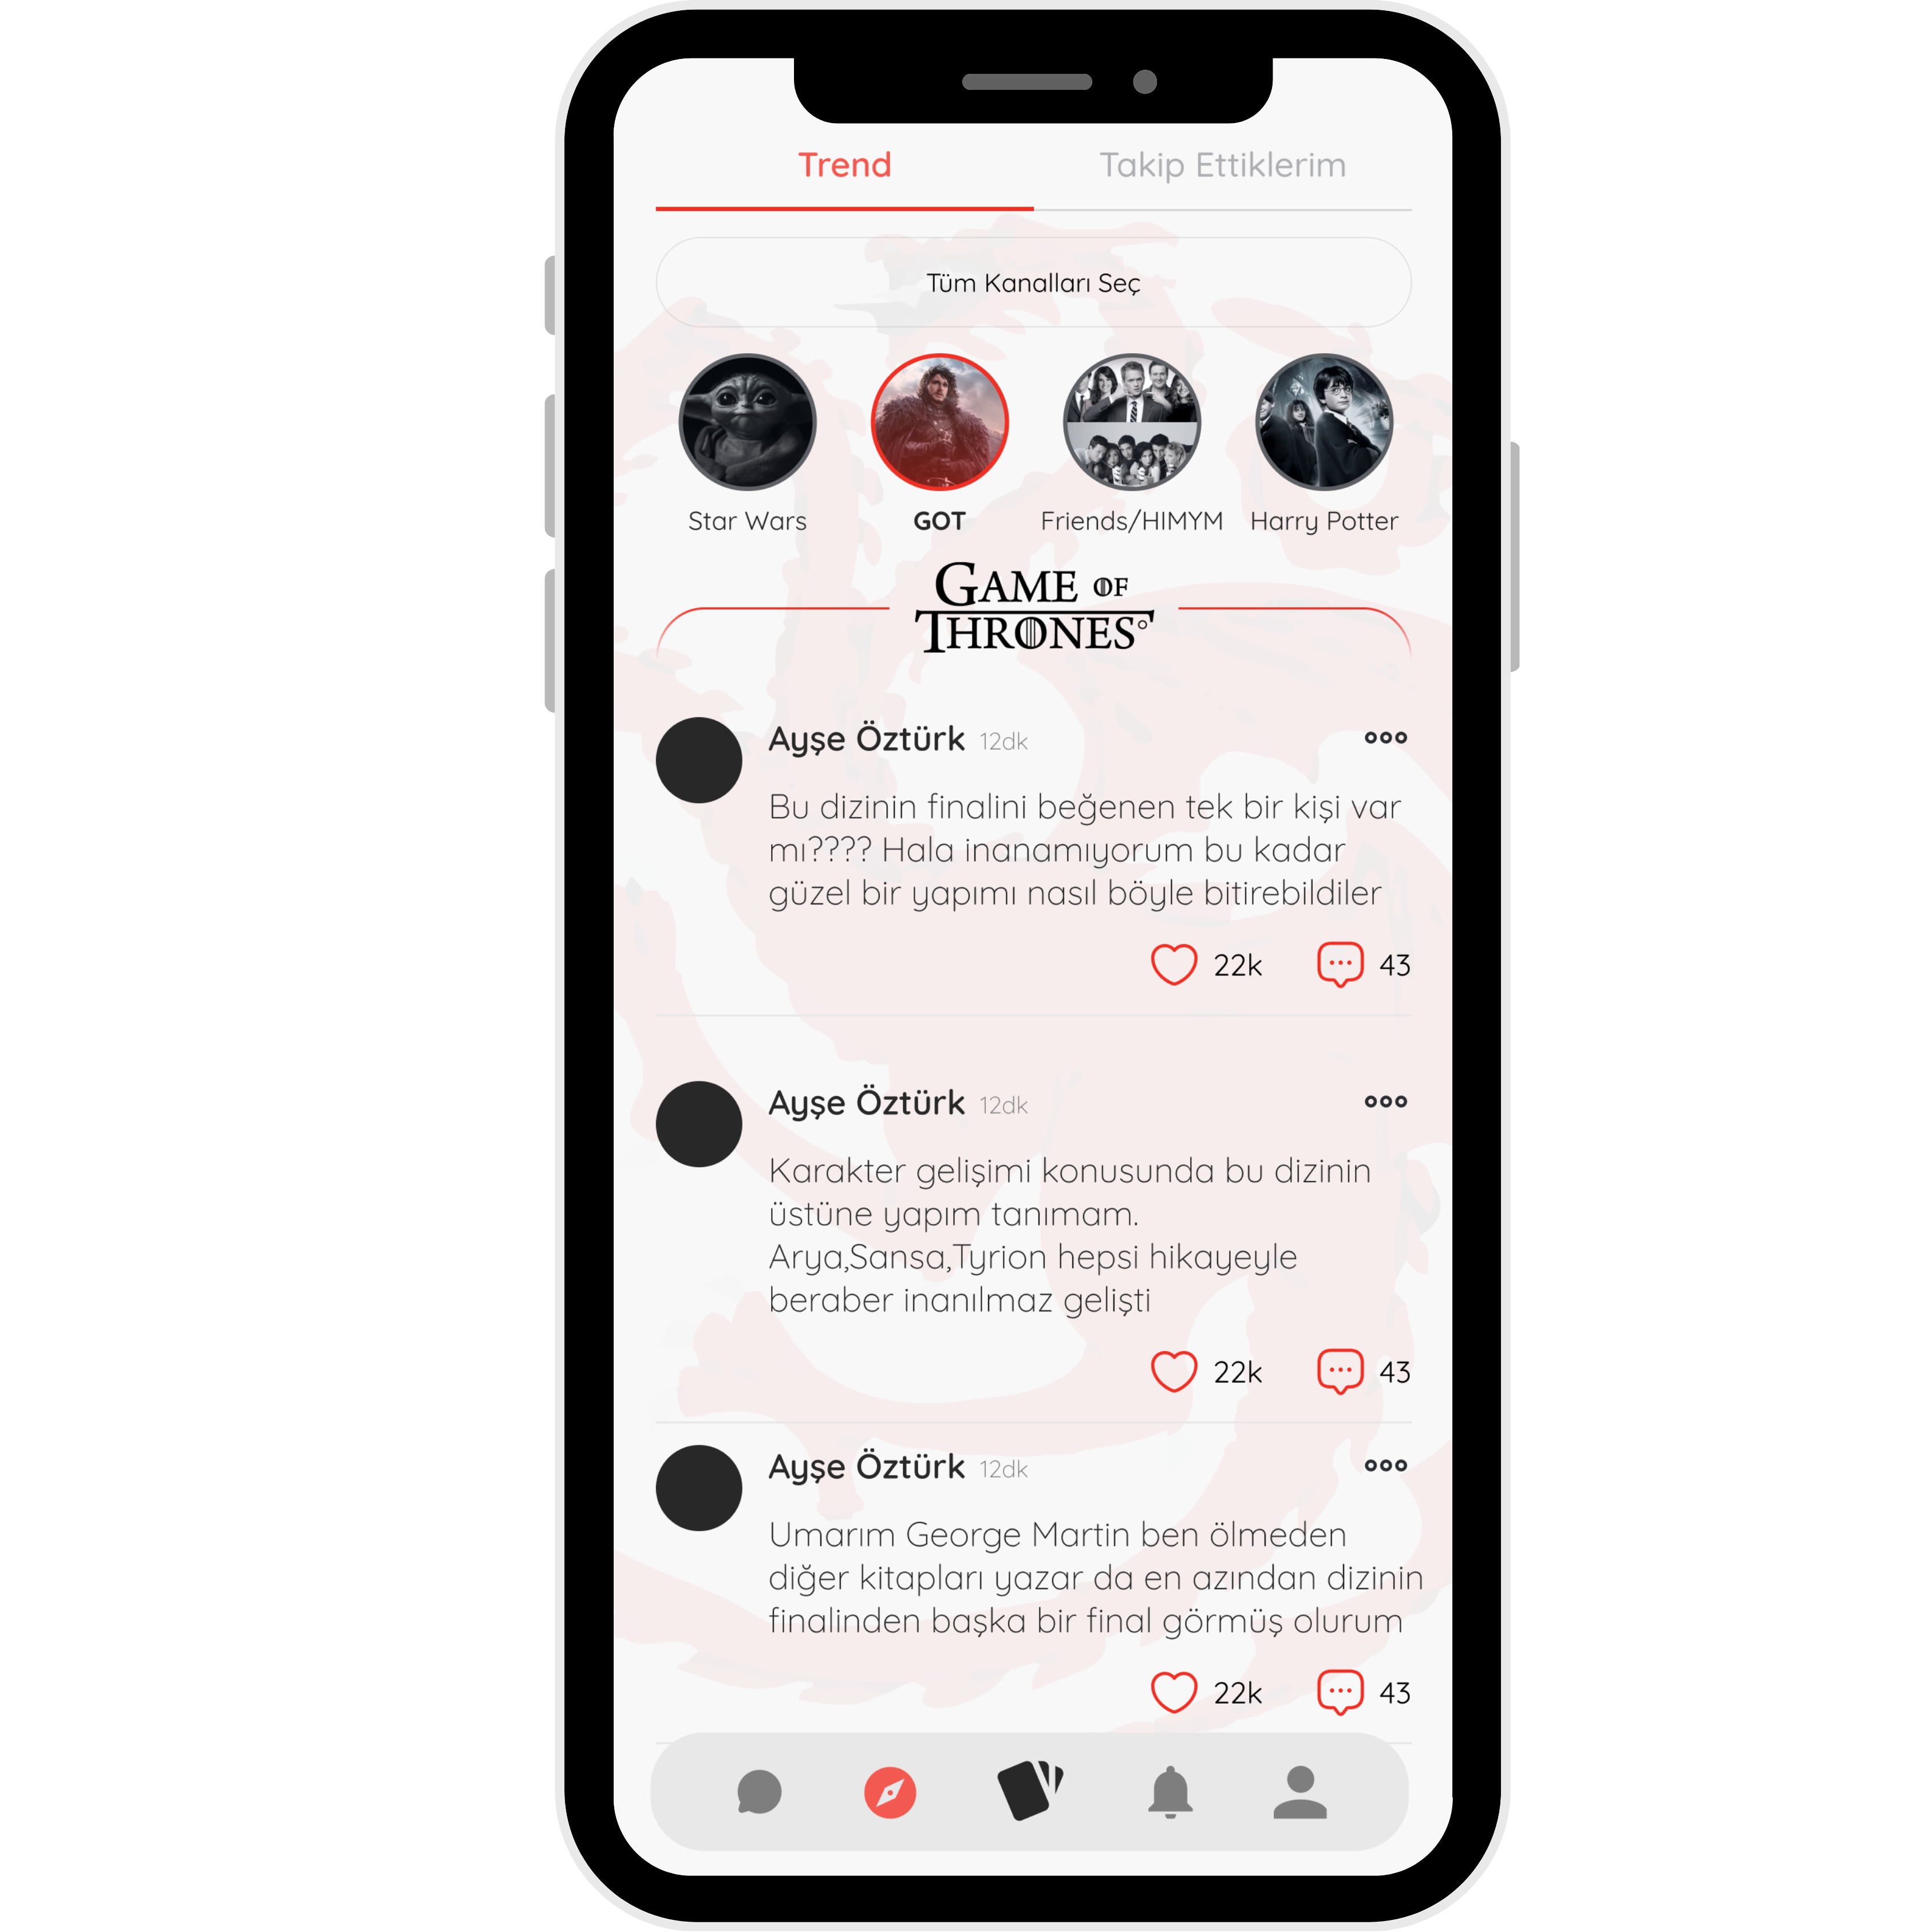 Trend
Takip Ettiklerim
Tüm Kanalları Seç
Star Wars
GOT
Friends/HIMYM
Harry Potter
GAME OF
THRONES
Ayşe Öztürk 12dk
Bu dizinin finalini beğenen tek bir kişi var
mı???? Hala inanamıyorum bu kadar
güzel bir yapımı nasıl böyle bitirebildiler
22k
43
Ayşe Öztürk 12dk
Karakter gelişimi konusunda bu dizinin
üstüne yapım tanımam.
Arya,Sansa,Tyrion hepsi hikayeyle
beraber inanılmaz gelişti
22k
43
Ayşe Öztürk 12dk
Umarım George Martin ben ölmeden
diğer kitapları yazar da en azından dizinin
finalinden başka bir final görmüş olurum
22k
43